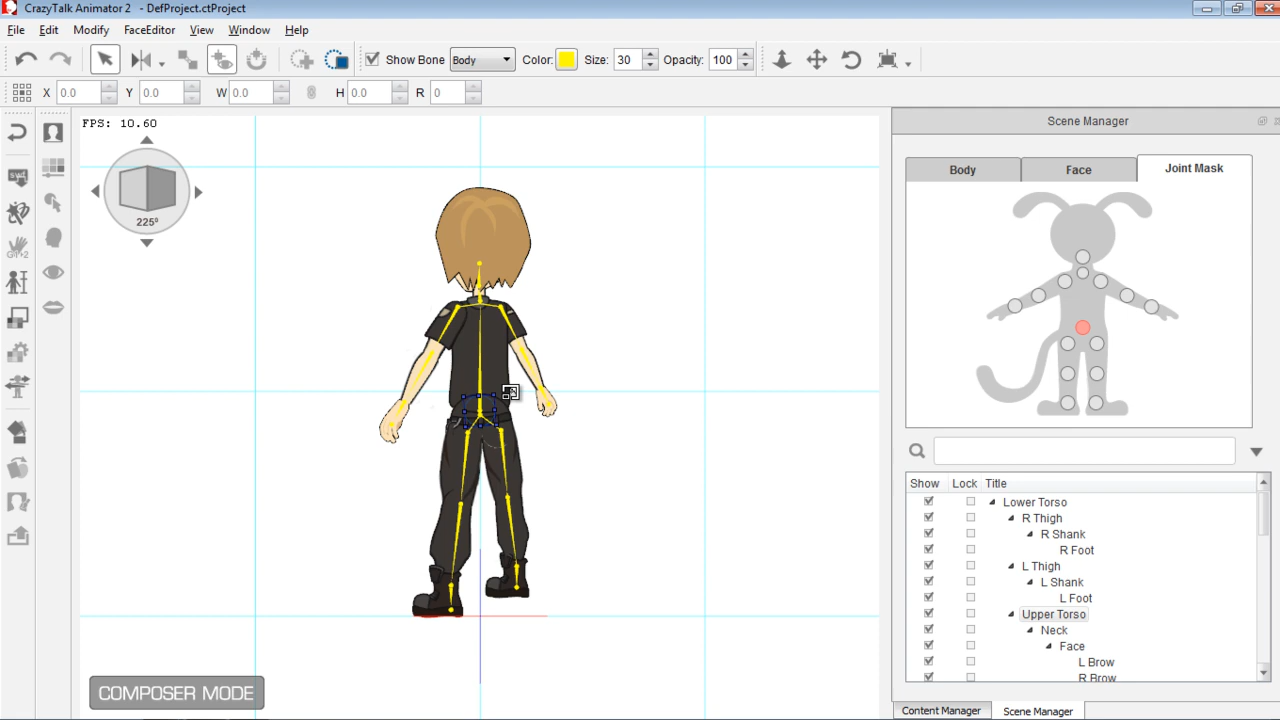 CrazyTalk Animator 2 - DefProject.ctProject
File Edit Modify FaceEditor View Window Help
Show Bone Body Color: Size: 30 Opacity: 100
X 0.0 Y 0.0 W 0.0 H 0.0 R 0
FPS: 10.60
225°
COMPOSER MODE
Scene Manager
Body Face Joint Mask
Show Lock Title
Lower Torso
R Thigh
R Shank
R Foot
L Thigh
L Shank
L Foot
Upper Torso
Neck
Face
L Brow
R Brow
Content Manager Scene Manager